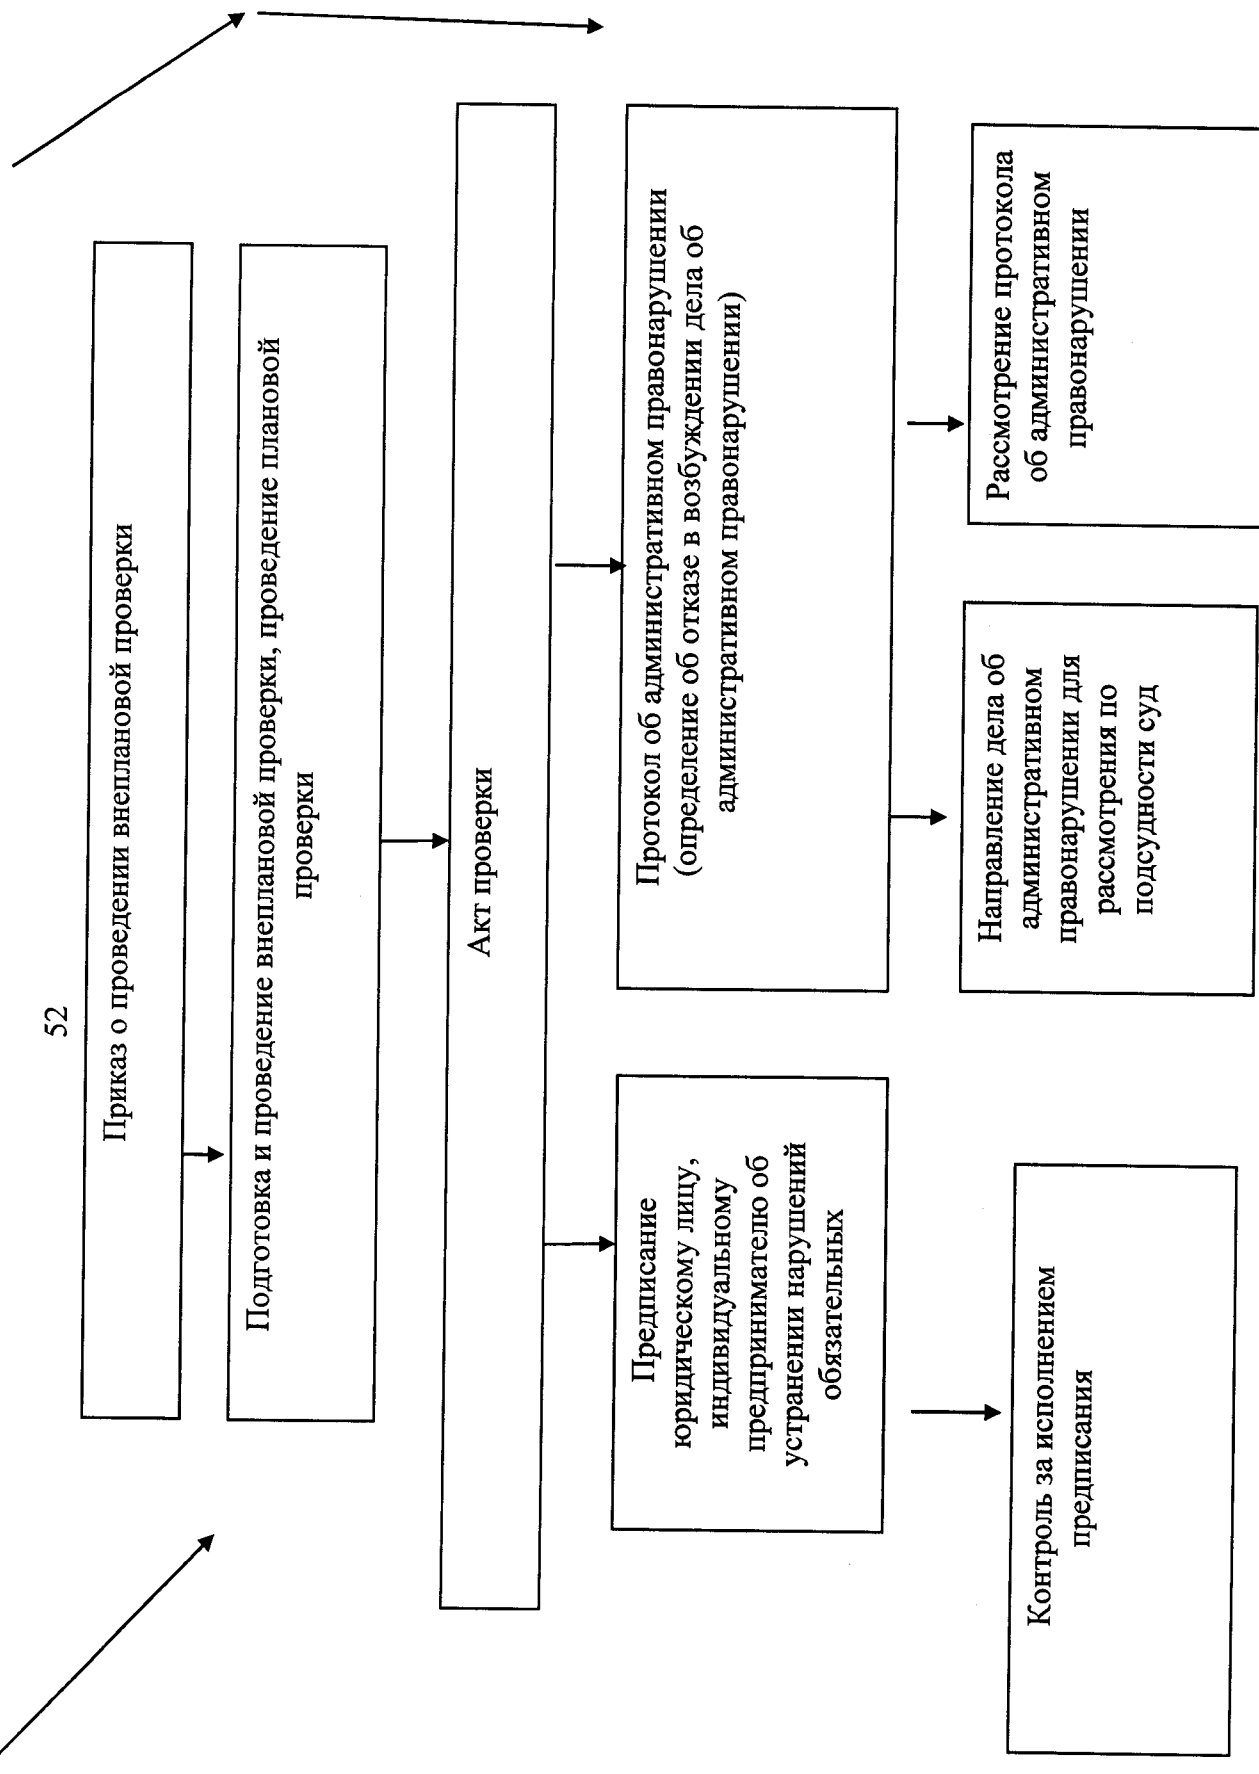 52
Приказ о проведении внеплановой проверки
Подготовка и проведение внеплановой проверки, проведение плановой
проверки
Акт проверки
Предписание
юридическому лицу,
индивидуальному
предпринимателю об
устранении нарушений
обязательных
Протокол об административном правонарушении
(определение об отказе в возбуждении дела об
административном правонарушении)
Контроль за исполнением
предписания
Направление дела об
административном
правонарушении для
рассмотрения по
подсудности суд
Рассмотрение протокола
об административном
правонарушении